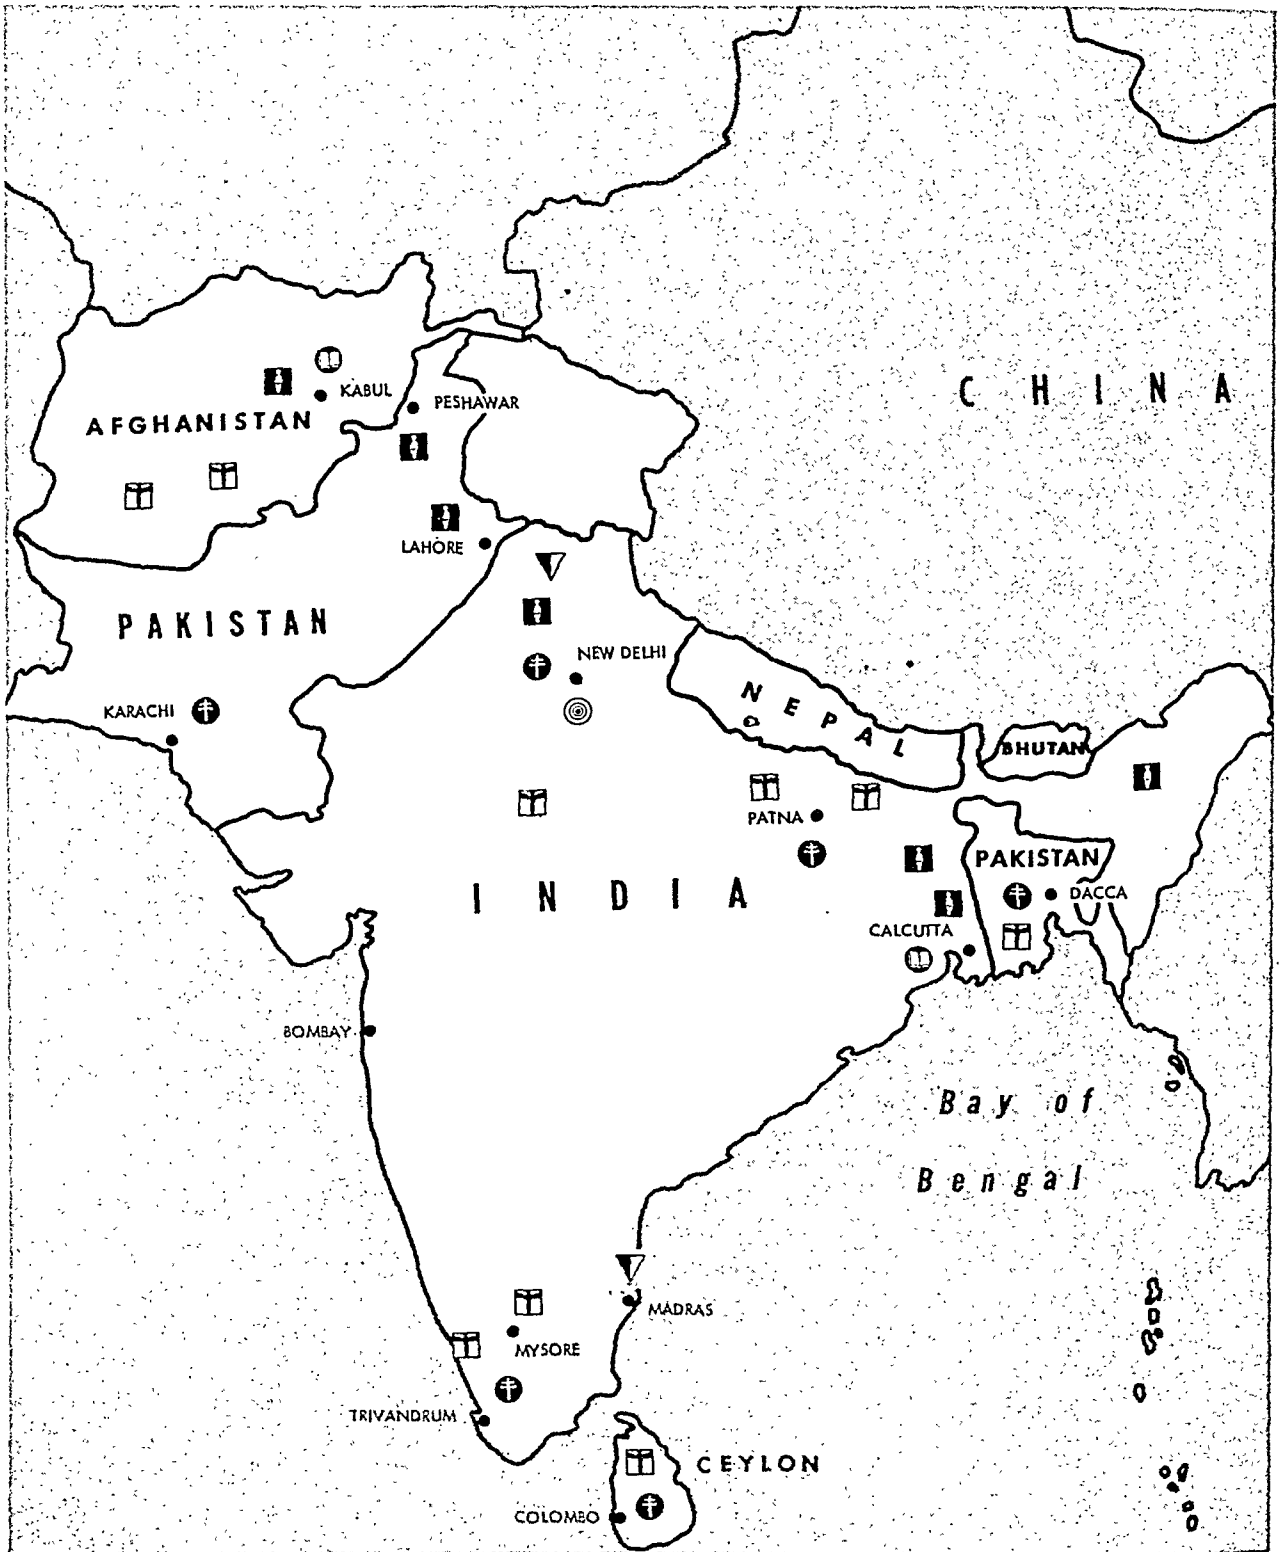 CHINA
KABUL
PESHAWAR
AFGHANISTAN
LAHORE
PAKISTAN
NEW DELHI
KARACHI
NEPAL
BHUTAN
PATNA
PAKISTAN
DACCA
INDIA
CALCUTTA
BOMBAY
Bay of
Bengal
MADRAS
MYSORE
TRIVANDRUM
CEYLON
COLOMBO